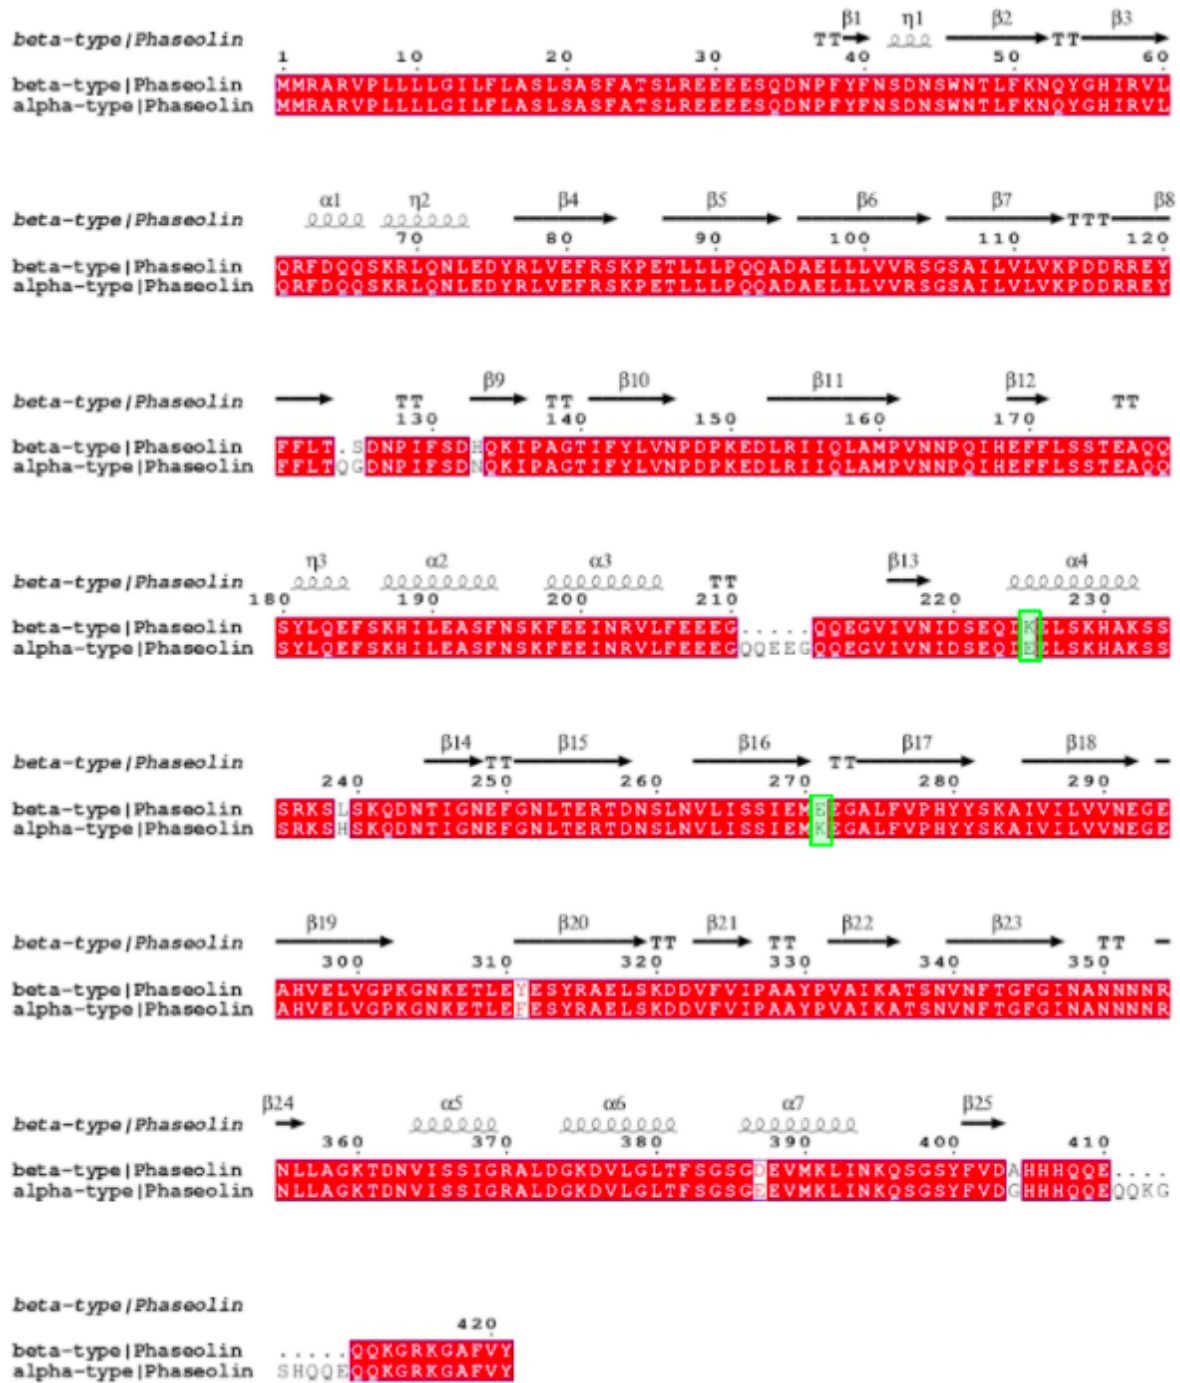 β1 η1 β2 β3
beta-type/Phaseolin TT TT
1 10 20 30 40 50 60
beta-type|Phaseolin MMRARVPLLLLGILFLASLSASFATSLREEEESQDNPFYFNSDNSWNTLFKNQYGHIRVL
alpha-type|Phaseolin MMRARVPLLLLGILFLASLSASFATSLREEEESQDNPFYFNSDNSWNTLFKNQYGHIRVL
α1 η2 β4 β5 β6 β7 β8
beta-type/Phaseolin TTT
70 80 90 100 110 120
beta-type|Phaseolin QRFDQQSKRLQNLEDYRLVEFRSKPETLLLPQQADAELLLVVRSGSAILVLVKPDDRREY
alpha-type|Phaseolin QRFDQQSKRLQNLEDYRLVEFRSKPETLLLPQQADAELLLVVRSGSAILVLVKPDDRREY
β9 β10 β11 β12
beta-type/Phaseolin TT TT TT
130 140 150 160 170
beta-type|Phaseolin FFLT.SDNPIFSDHQKIPAGTIFYLVNPDPKEDLRIIQLAMPVNNPQIHEFFLSSTEAQQ
alpha-type|Phaseolin FFLTQGDNPIFSDNQKIPAGTIFYLVNPDPKEDLRIIQLAMPVNNPQIHEFFLSSTEAQQ
η3 α2 α3 β13 α4
beta-type/Phaseolin TT
180 190 200 210 220 230
beta-type|Phaseolin SYLQEFSKHILEASFNSKFEEINRVLFEEEG.....QQEGVIVNIDSEQIKELSKHAKSS
alpha-type|Phaseolin SYLQEFSKHILEASFNSKFEEINRVLFEEEGQQEEGQQEGVIVNIDSEQIEELSKHAKSS
β14 β15 β16 β17 β18
beta-type/Phaseolin TT TT
240 250 260 270 280 290
beta-type|Phaseolin SRKSLSKQDNTIGNEFGNLTERTDNSLNVLISSIEMEEGALFVPHYYSKAIVILVVNEGE
alpha-type|Phaseolin SRKSHSKQDNTIGNEFGNLTERTDNSLNVLISSIEMKEGALFVPHYYSKAIVILVVNEGE
β19 β20 β21 β22 β23
beta-type/Phaseolin TT TT TT
300 310 320 330 340 350
beta-type|Phaseolin AHVELVGPKGNKETLEYESYRAELSKDDVFVIPAAYPVAIKATSNVNFTGFGINANNNNR
alpha-type|Phaseolin AHVELVGPKGNKETLEFESYRAELSKDDVFVIPAAYPVAIKATSNVNFTGFGINANNNNR
β24 α5 α6 α7 β25
beta-type/Phaseolin
360 370 380 390 400 410
beta-type|Phaseolin NLLAGKTDNVISSIGRALDGKDVLGLTFSGSGDEVMKLINKQSGSYFVDAHHHQQE....
alpha-type|Phaseolin NLLAGKTDNVISSIGRALDGKDVLGLTFSGSGEEVMKLINKQSGSYFVDGHHHQQEQQKG
beta-type/Phaseolin
420
beta-type|Phaseolin .....QQKGRKGAFVY
alpha-type|Phaseolin SHQQEQQKGRKGAFVY